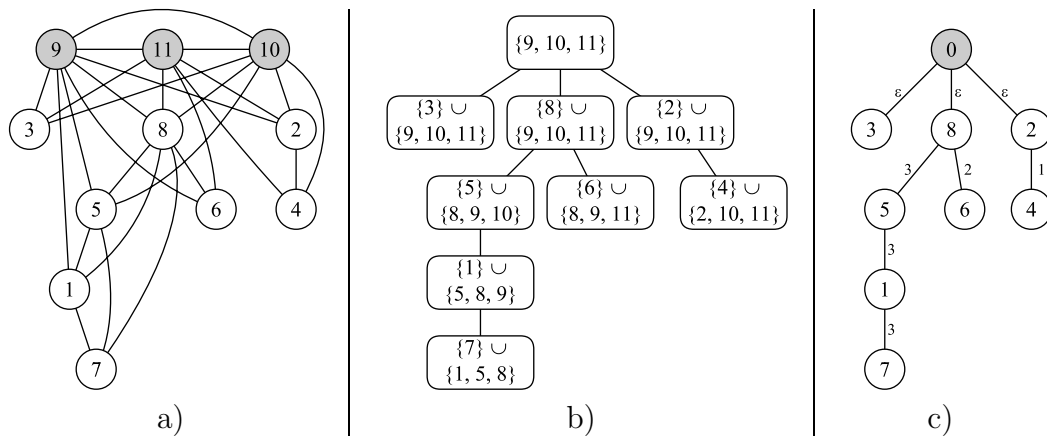 9 11 10
3 8 2
5 6 4
1
7
a)
{9, 10, 11}
{3} ∪
{9, 10, 11}
{8} ∪
{9, 10, 11}
{2} ∪
{9, 10, 11}
{5} ∪
{8, 9, 10}
{6} ∪
{8, 9, 11}
{4} ∪
{2, 10, 11}
{1} ∪
{5, 8, 9}
{7} ∪
{1, 5, 8}
b)
0
ε ε ε
3 8 2
3 2 1
5 6 4
3
1
3
7
c)